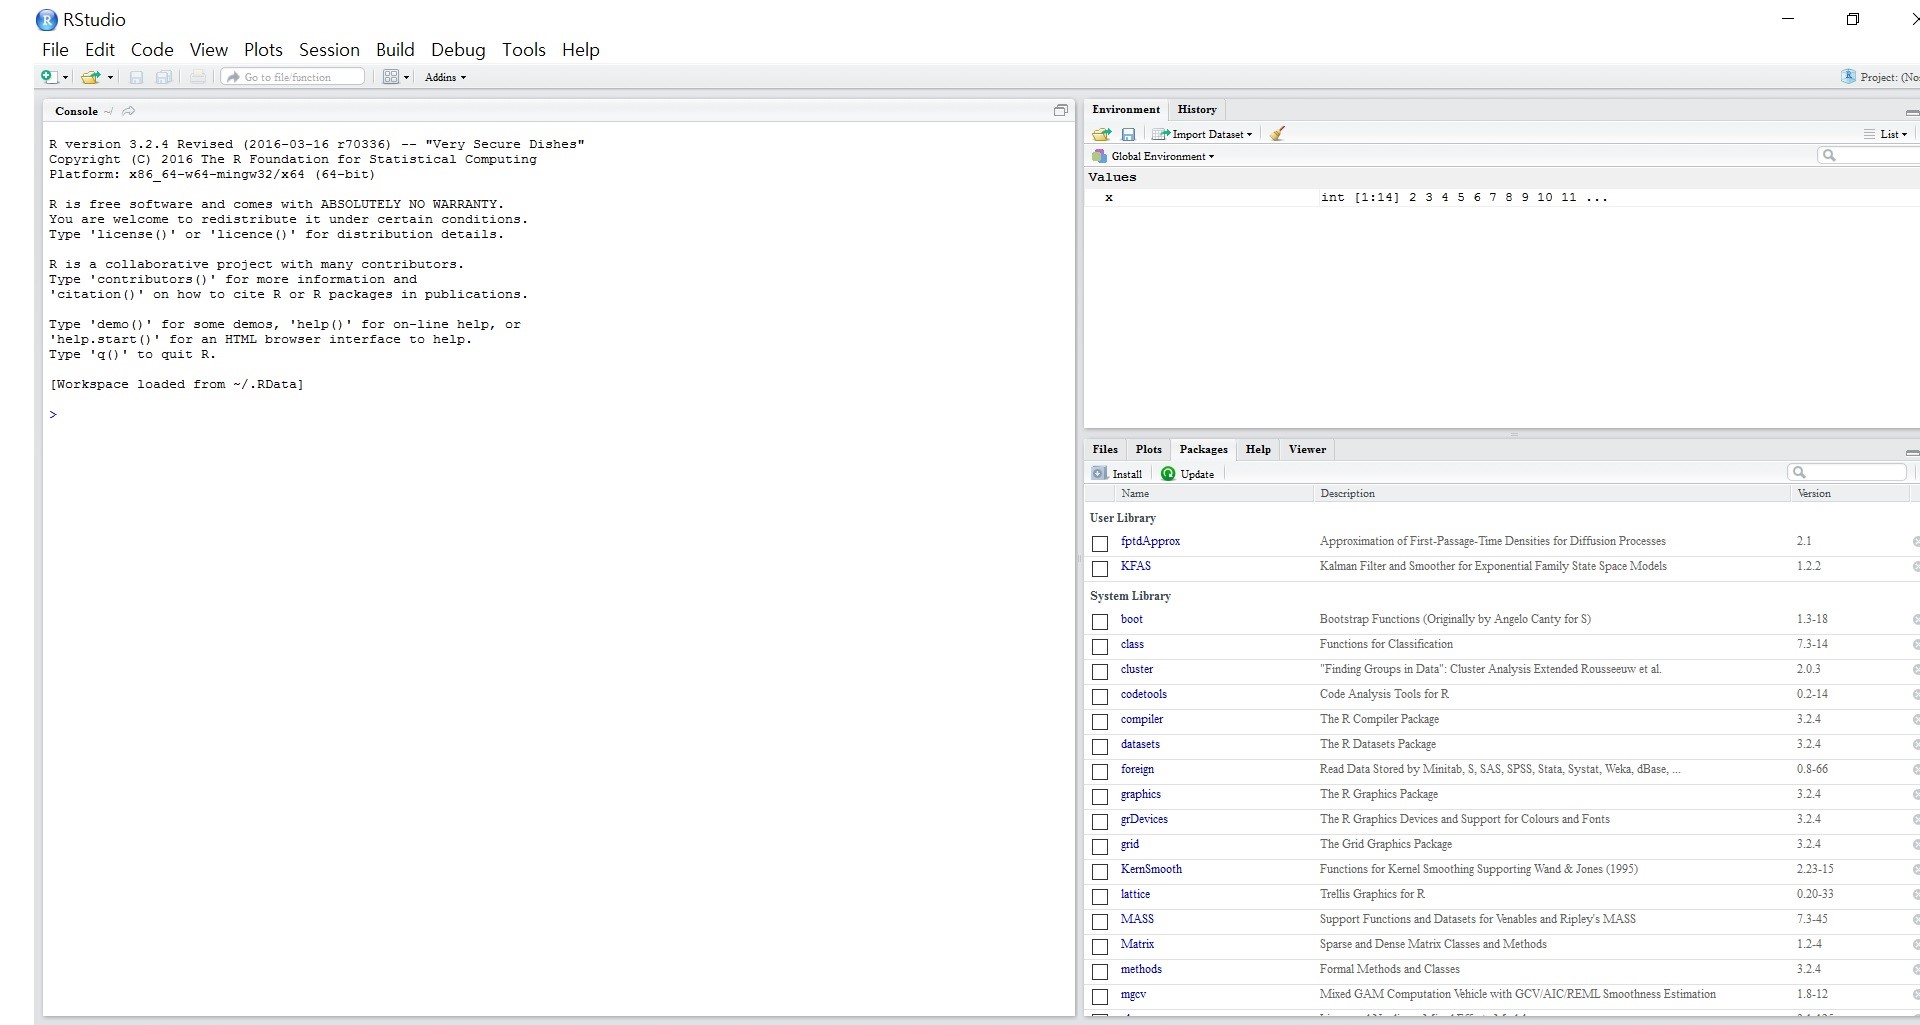 RStudio
File Edit Code View Plots Session Build Debug Tools Help
Go to file/function Addins Project: (No
Console ~/
R version 3.2.4 Revised (2016-03-16 r70336) -- "Very Secure Dishes"
Copyright (C) 2016 The R Foundation for Statistical Computing
Platform: x86_64-w64-mingw32/x64 (64-bit)
R is free software and comes with ABSOLUTELY NO WARRANTY.
You are welcome to redistribute it under certain conditions.
Type 'license()' or 'licence()' for distribution details.
R is a collaborative project with many contributors.
Type 'contributors()' for more information and
'citation()' on how to cite R or R packages in publications.
Type 'demo()' for some demos, 'help()' for on-line help, or
'help.start()' for an HTML browser interface to help.
Type 'q()' to quit R.
[Workspace loaded from ~/.RData]
>
Environment History
Import Dataset List
Global Environment
Values
x int [1:14] 2 3 4 5 6 7 8 9 10 11 ...
Files Plots Packages Help Viewer
Install Update
Name Description Version
User Library
fptdApprox Approximation of First-Passage-Time Densities for Diffusion Processes 2.1
KFAS Kalman Filter and Smoother for Exponential Family State Space Models 1.2.2
System Library
boot Bootstrap Functions (Originally by Angelo Canty for S) 1.3-18
class Functions for Classification 7.3-14
cluster "Finding Groups in Data": Cluster Analysis Extended Rousseeuw et al. 2.0.3
codetools Code Analysis Tools for R 0.2-14
compiler The R Compiler Package 3.2.4
datasets The R Datasets Package 3.2.4
foreign Read Data Stored by Minitab, S, SAS, SPSS, Stata, Systat, Weka, dBase, ... 0.8-66
graphics The R Graphics Package 3.2.4
grDevices The R Graphics Devices and Support for Colours and Fonts 3.2.4
grid The Grid Graphics Package 3.2.4
KernSmooth Functions for Kernel Smoothing Supporting Wand & Jones (1995) 2.23-15
lattice Trellis Graphics for R 0.20-33
MASS Support Functions and Datasets for Venables and Ripley's MASS 7.3-45
Matrix Sparse and Dense Matrix Classes and Methods 1.2-4
methods Formal Methods and Classes 3.2.4
mgcv Mixed GAM Computation Vehicle with GCV/AIC/REML Smoothness Estimation 1.8-12